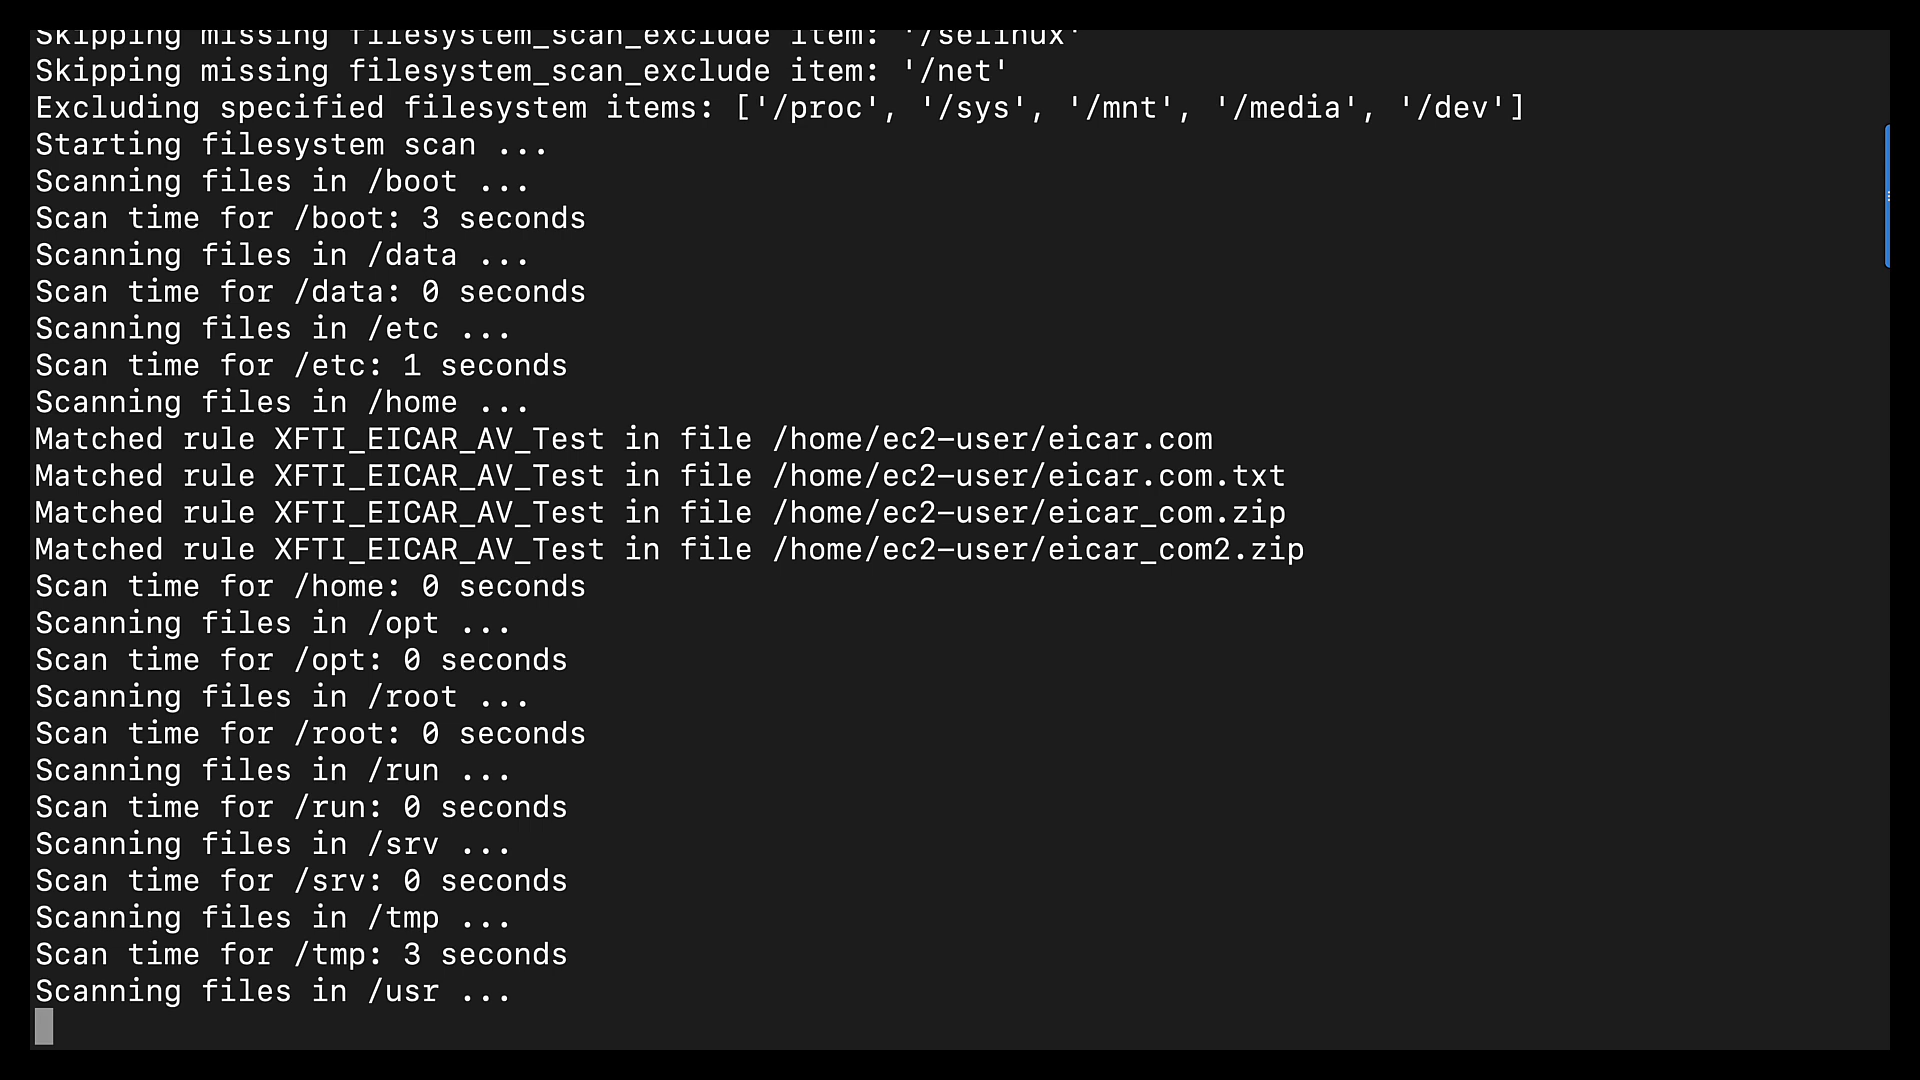 Skipping missing filesystem_scan_exclude item: '/selinux'
Skipping missing filesystem_scan_exclude item: '/net'
Excluding specified filesystem items: ['/proc', '/sys', '/mnt', '/media', '/dev']
Starting filesystem scan ...
Scanning files in /boot ...
Scan time for /boot: 3 seconds
Scanning files in /data ...
Scan time for /data: 0 seconds
Scanning files in /etc ...
Scan time for /etc: 1 seconds
Scanning files in /home ...
Matched rule XFTI_EICAR_AV_Test in file /home/ec2-user/eicar.com
Matched rule XFTI_EICAR_AV_Test in file /home/ec2-user/eicar.com.txt
Matched rule XFTI_EICAR_AV_Test in file /home/ec2-user/eicar_com.zip
Matched rule XFTI_EICAR_AV_Test in file /home/ec2-user/eicar_com2.zip
Scan time for /home: 0 seconds
Scanning files in /opt ...
Scan time for /opt: 0 seconds
Scanning files in /root ...
Scan time for /root: 0 seconds
Scanning files in /run ...
Scan time for /run: 0 seconds
Scanning files in /srv ...
Scan time for /srv: 0 seconds
Scanning files in /tmp ...
Scan time for /tmp: 3 seconds
Scanning files in /usr ...